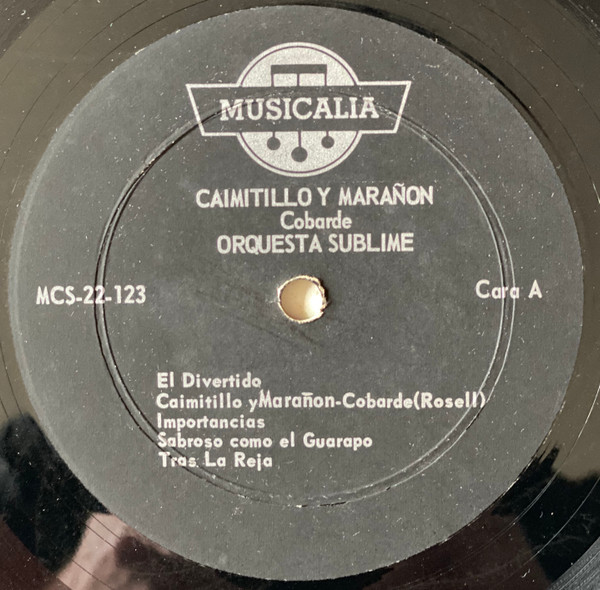 MUSICALIA
CAIMITILLO Y MARAÑON
Cobarde
ORQUESTA SUBLIME
MCS-22-123
Cara A
El Divertido
Caimitillo y Marañon-Cobarde(Rosell)
Importancias
Sabroso como el Guarapo
Tras La Reja